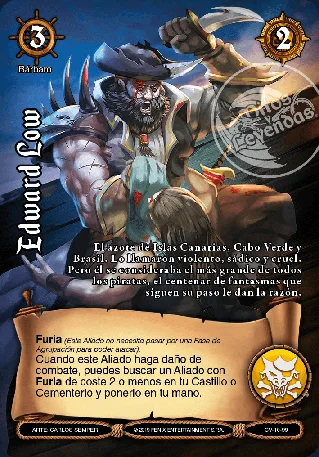 3
2
Bárbaro
Mitos y
Leyendas
Edward Low
El azote de Islas Canarias, Cabo Verde y
Brasil. Lo llamaron violento, sádico y cruel.
Pero él se consideraba el más grande de todos
los piratas, el centenar de fantasmas que
siguen su paso le dan la razón.
Furia (Este Aliado no necesita pasar por una Fase de
Agrupación para poder atacar).
Cuando este Aliado haga daño de
combate, puedes buscar un Aliado con
Furia de coste 2 o menos en tu Castillo o
Cementerio y ponerlo en tu mano.
ARTE: CARLOS SEMPER